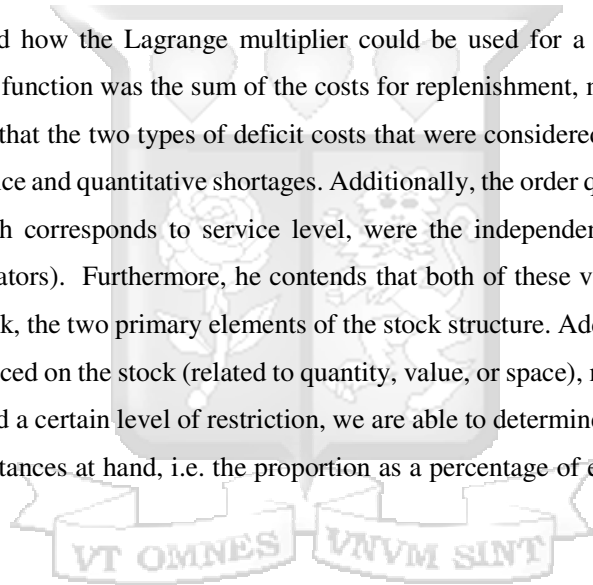 d how the Lagrange multiplier could be used for a
function was the sum of the costs for replenishment,
that the two types of deficit costs that were considered
ice and quantitative shortages. Additionally, the order
h corresponds to service level, were the
ators). Furthermore, he contends that both of these
k, the two primary elements of the stock structure.
ced on the stock (related to quantity, value, or space),
d a certain level of restriction, we are able to determine
tances at hand, i.e. the proportion as a percentage of
VT OMNES VNVM SINT